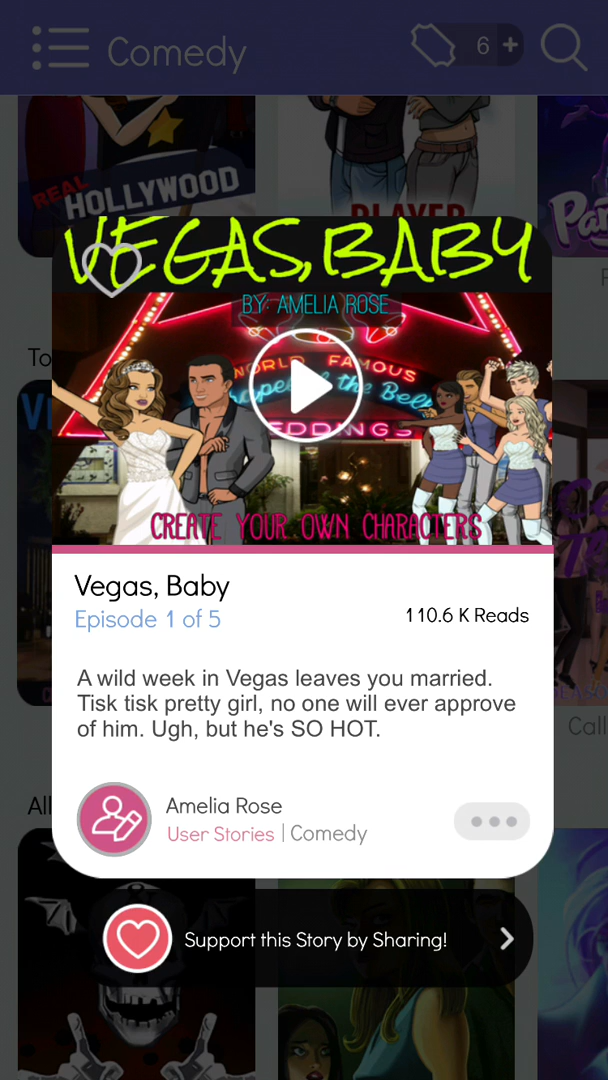 Comedy
6 +
REAL
HOLLYWOOD
PLAYER
VEGAS, BABY
BY: AMELIA ROSE
WORLD FAMOUS
Chapel of the Bells
WEDDINGS
CREATE YOUR OWN CHARACTERS
To
Vegas, Baby
Episode 1 of 5
110.6 K Reads
A wild week in Vegas leaves you married.
Tisk tisk pretty girl, no one will ever approve
of him. Ugh, but he's SO HOT.
Call
All
Amelia Rose
User Stories | Comedy
Support this Story by Sharing!